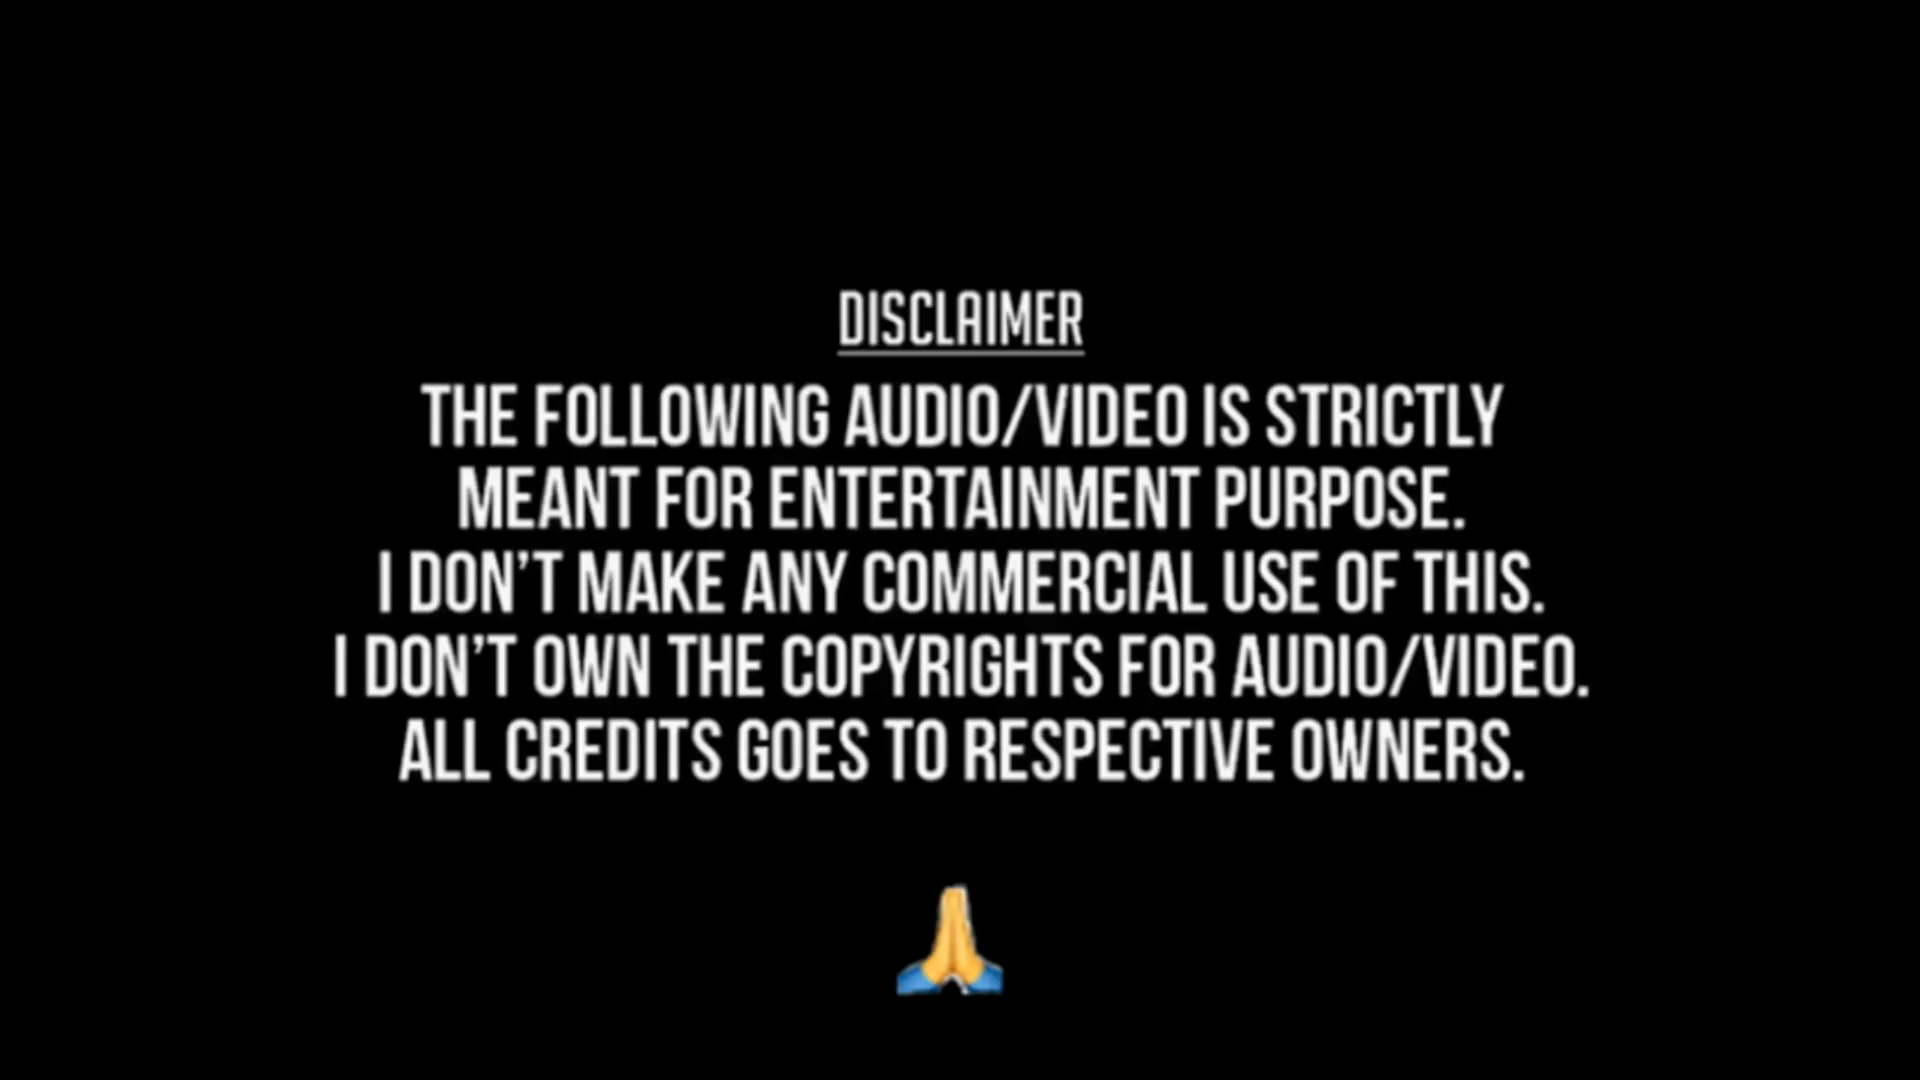 DISCLAIMER
THE FOLLOWING AUDIO/VIDEO IS STRICTLY
MEANT FOR ENTERTAINMENT PURPOSE.
I DON’T MAKE ANY COMMERCIAL USE OF THIS.
I DON’T OWN THE COPYRIGHTS FOR AUDIO/VIDEO.
ALL CREDITS GOES TO RESPECTIVE OWNERS.